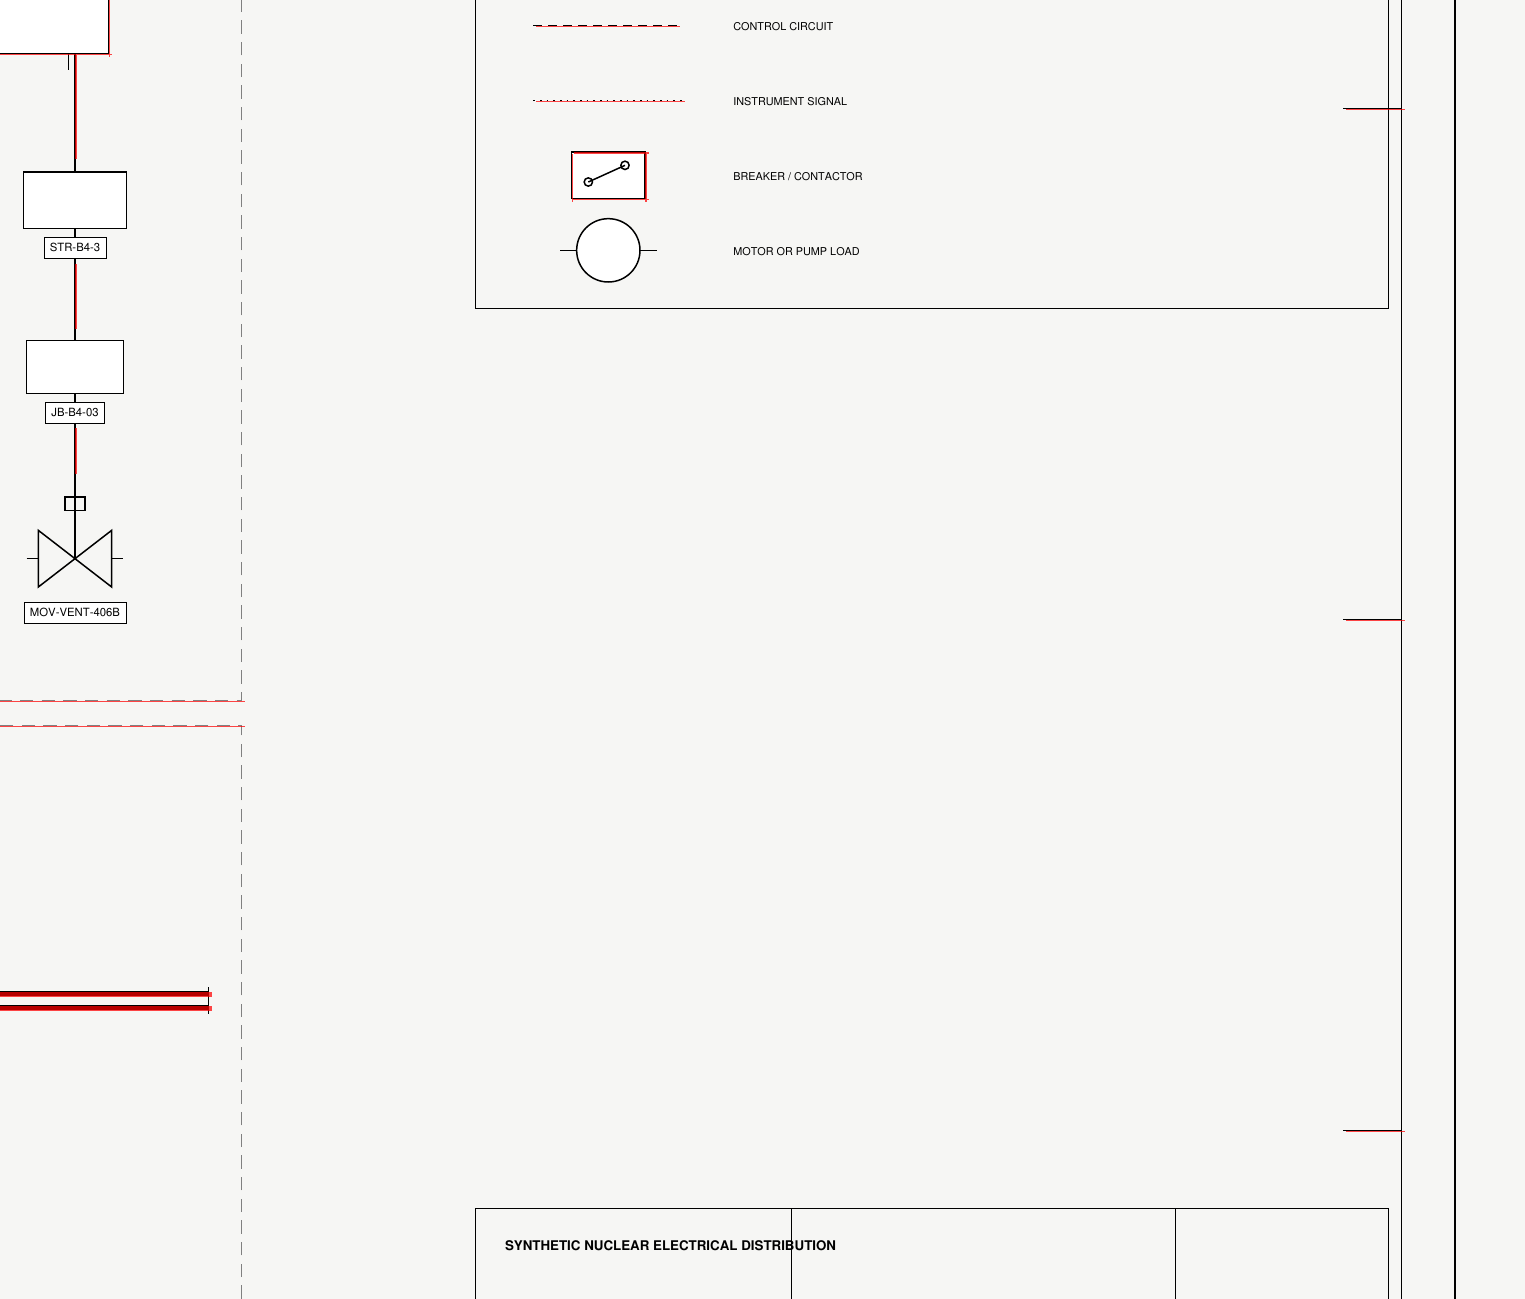 CONTROL CIRCUIT
INSTRUMENT SIGNAL
BREAKER / CONTACTOR
MOTOR OR PUMP LOAD
STR-B4-3
JB-B4-03
MOV-VENT-406B
SYNTHETIC NUCLEAR ELECTRICAL DISTRIBUTION